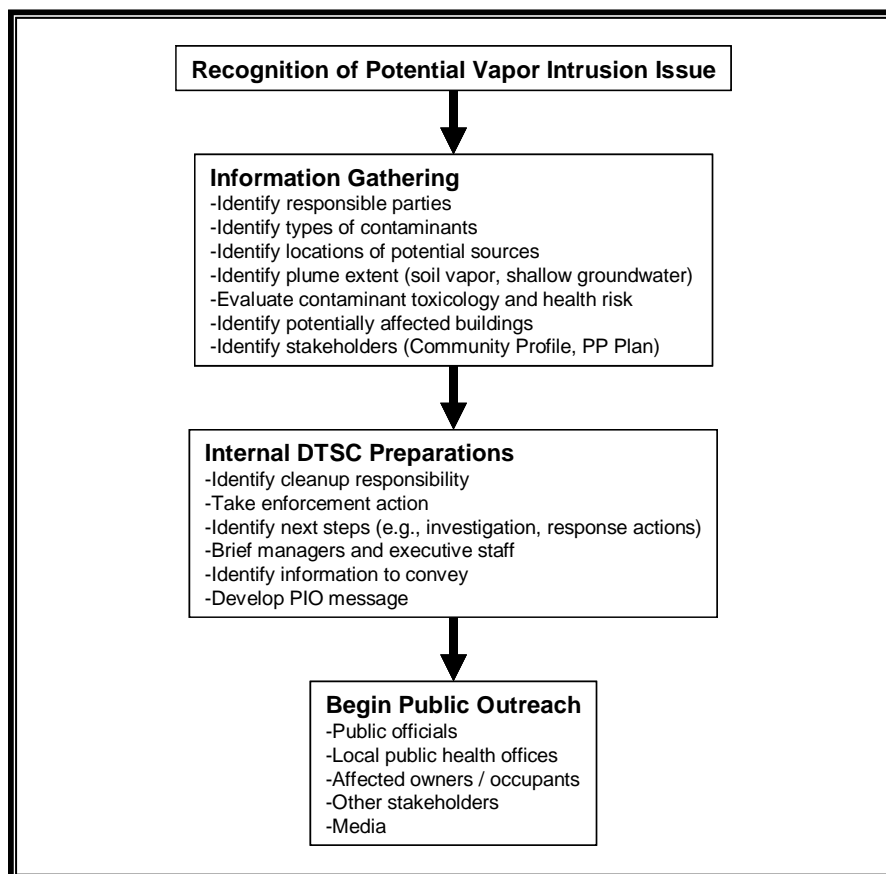 Recognition of Potential Vapor Intrusion Issue
Information Gathering
-Identify responsible parties
-Identify types of contaminants
-Identify locations of potential sources
-Identify plume extent (soil vapor, shallow groundwater)
-Evaluate contaminant toxicology and health risk
-Identify potentially affected buildings
-Identify stakeholders (Community Profile, PP Plan)
Internal DTSC Preparations
-Identify cleanup responsibility
-Take enforcement action
-Identify next steps (e.g., investigation, response actions)
-Brief managers and executive staff
-Identify information to convey
-Develop PIO message
Begin Public Outreach
-Public officials
-Local public health offices
-Affected owners / occupants
-Other stakeholders
-Media